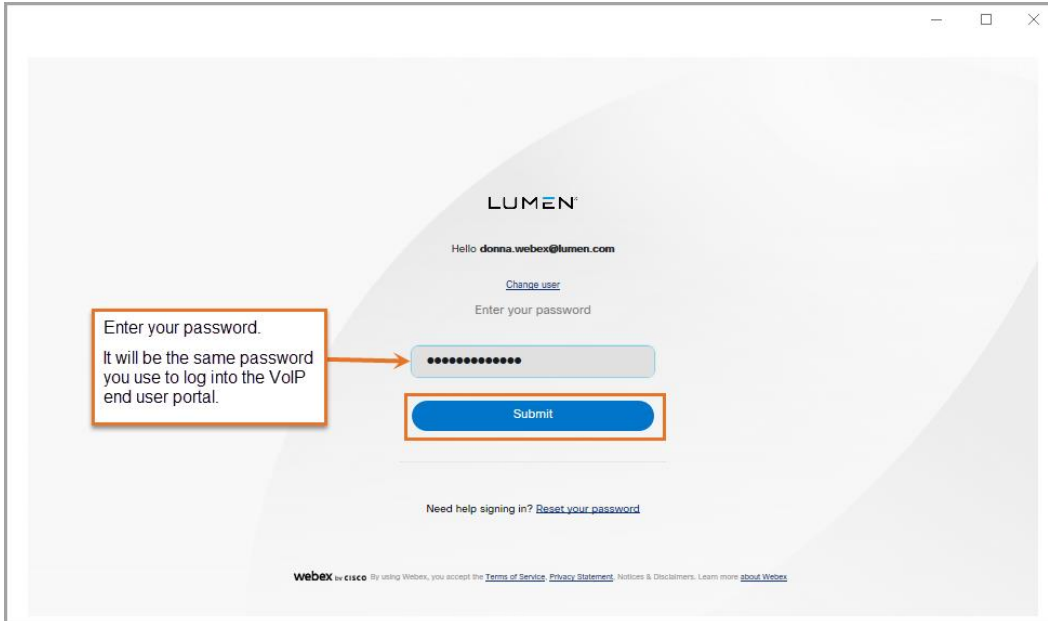 LUMEN®
Hello donna.webex@lumen.com
Change user
Enter your password
Enter your password.
It will be the same password
you use to log into the VoIP
end user portal.
•••••••••••••
Submit
Need help signing in? Reset your password
webex by CISCO By using Webex, you accept the Terms of Service, Privacy Statement, Notices & Disclaimers. Learn more about Webex